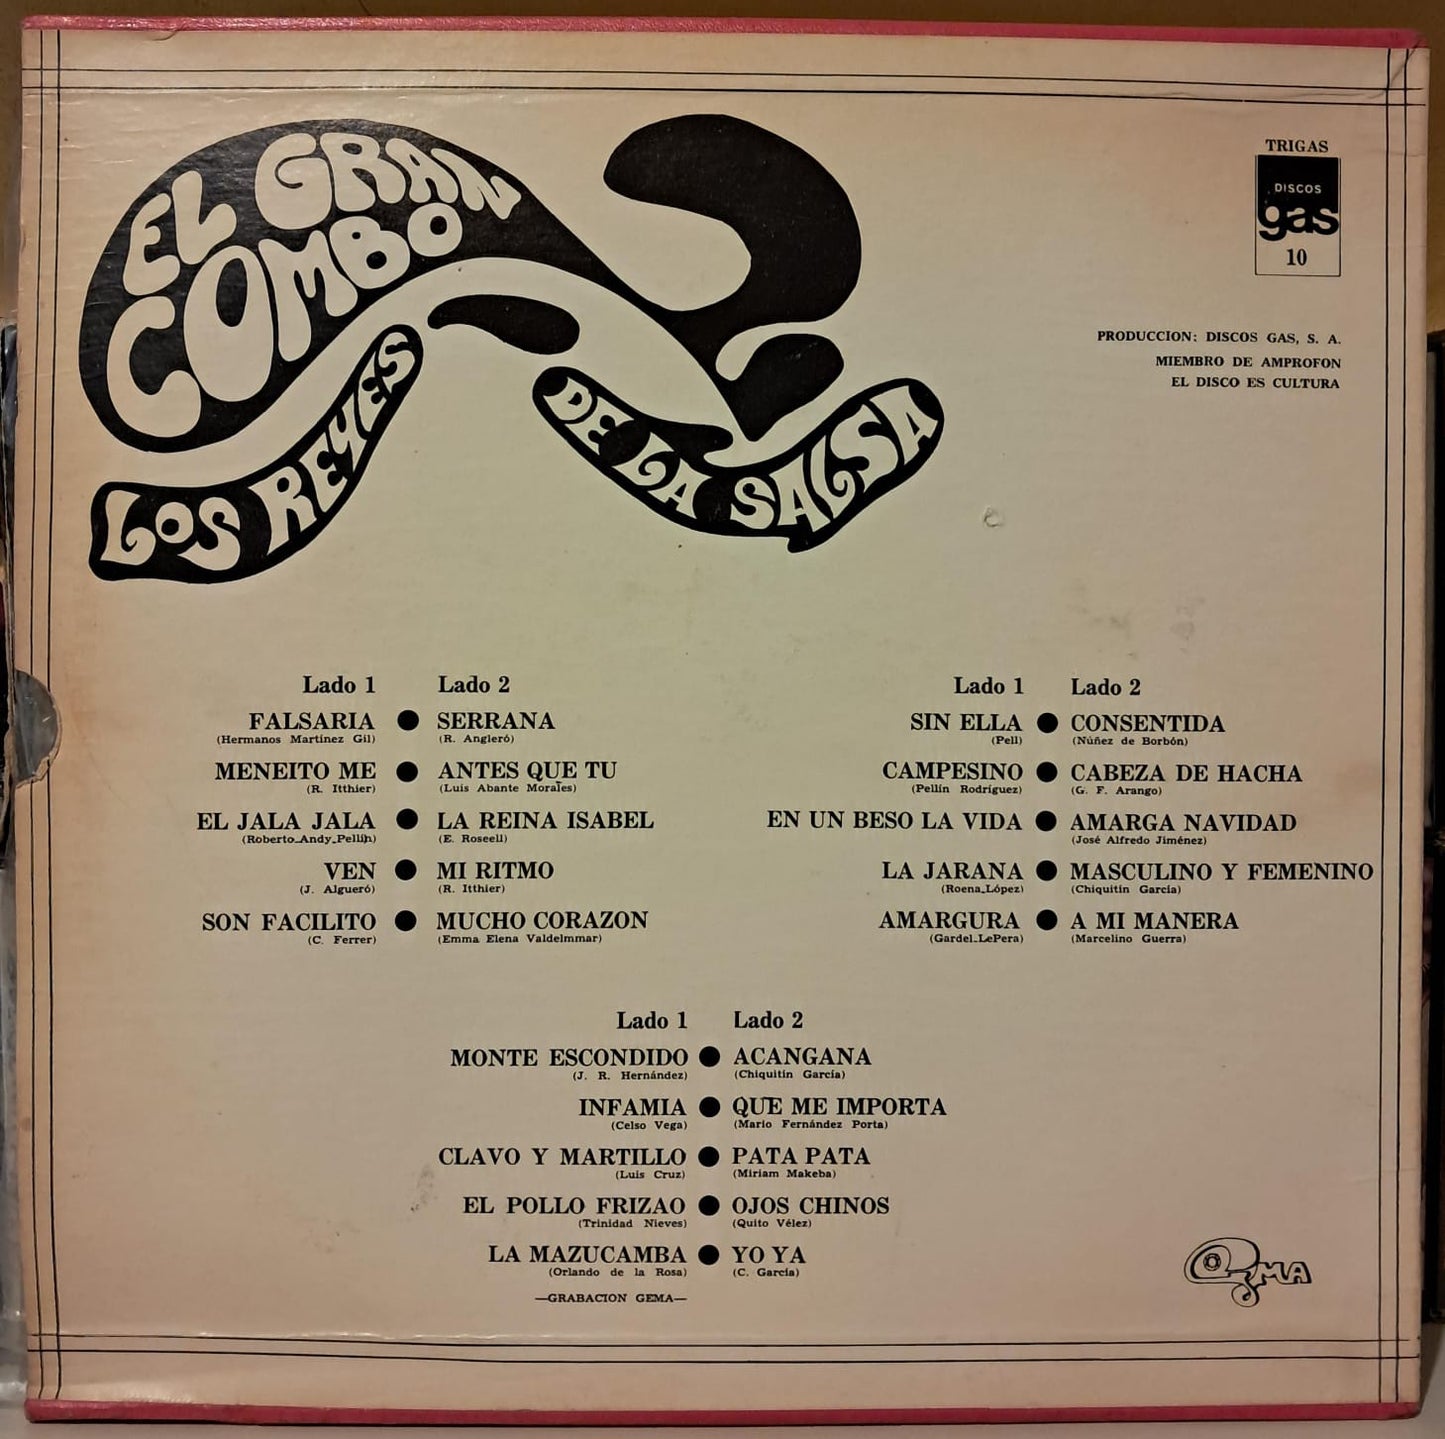 EL GRAN
COMBO
LOS REYES
DE LA SALSA
TRIGAS
DISCOS
gas
10
PRODUCCION: DISCOS GAS, S. A.
MIEMBRO DE AMPROFON
EL DISCO ES CULTURA
Lado 1 Lado 2
FALSARIA ● SERRANA
(Hermanos Martinez Gil) (R. Angleró)
MENEITO ME ● ANTES QUE TU
(R. Itthier) (Luis Abante Morales)
EL JALA JALA ● LA REINA ISABEL
(Roberto-Andy-Pellín) (E. Roseell)
VEN ● MI RITMO
(J. Algueró) (R. Itthier)
SON FACILITO ● MUCHO CORAZON
(C. Ferrer) (Emma Elena Valdelmmar)
Lado 1 Lado 2
SIN ELLA ● CONSENTIDA
(Pell) (Núñez de Borbón)
CAMPESINO ● CABEZA DE HACHA
(Pellín Rodríguez) (G. F. Arango)
EN UN BESO LA VIDA ● AMARGA NAVIDAD
(José Alfredo Jiménez)
LA JARANA ● MASCULINO Y FEMENINO
(Roena-López) (Chiquitin García)
AMARGURA ● A MI MANERA
(Gardel-LePera) (Marcelino Guerra)
Lado 1 Lado 2
MONTE ESCONDIDO ● ACANGANA
(J. R. Hernández) (Chiquitin García)
INFAMIA ● QUE ME IMPORTA
(Celso Vega) (Mario Fernández Porta)
CLAVO Y MARTILLO ● PATA PATA
(Luis Cruz) (Miriam Makeba)
EL POLLO FRIZAO ● OJOS CHINOS
(Trinidad Nieves) (Quito Vélez)
LA MAZUCAMBA ● YO YA
(Orlando de la Rosa) (C. García)
—GRABACION GEMA—
GEMA